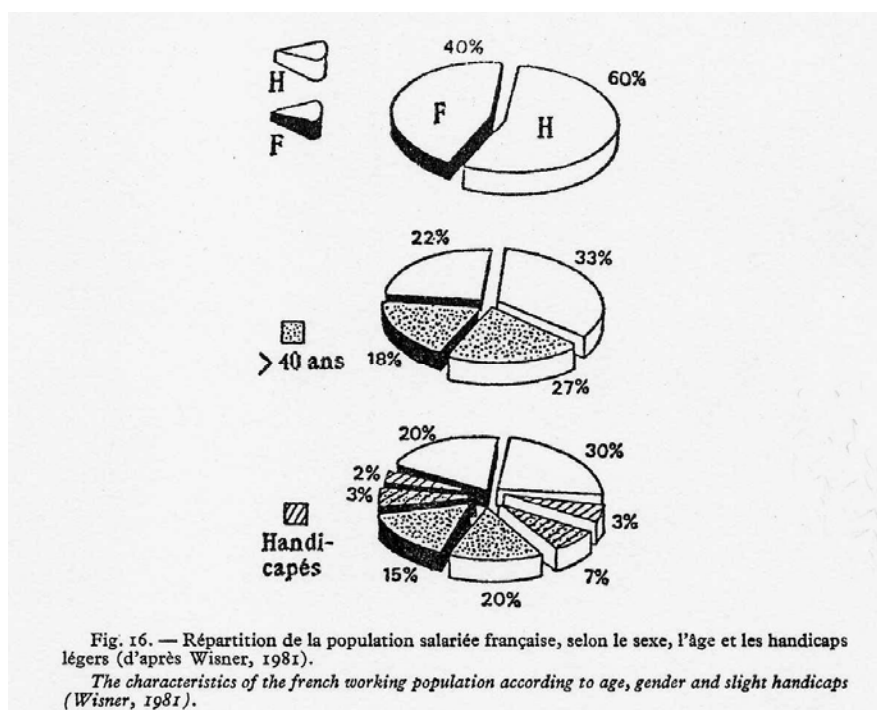 40%
60%
H
F
H
F
22%
33%
> 40 ans
18%
27%
20%
30%
2%
3%
3%
Handi-
capés
15%
7%
20%
Fig. 16. — Répartition de la population salariée française, selon le sexe, l'âge et les handicaps
légers (d'après Wisner, 1981).
The characteristics of the french working population according to age, gender and slight handicaps
(Wisner, 1981).